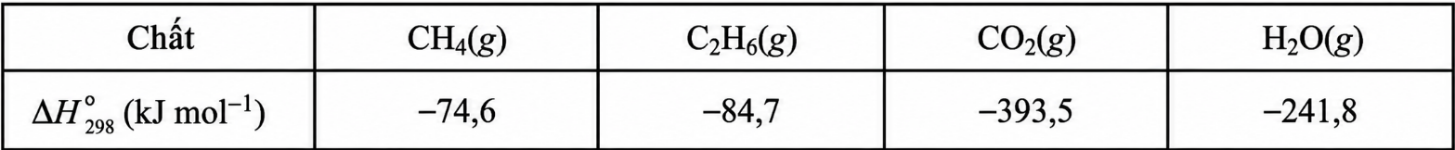 Chất CH₄(g) C₂H₆(g) CO₂(g) H₂O(g)
ΔH°₂₉₈ (kJ mol⁻¹) −74,6 −84,7 −393,5 −241,8